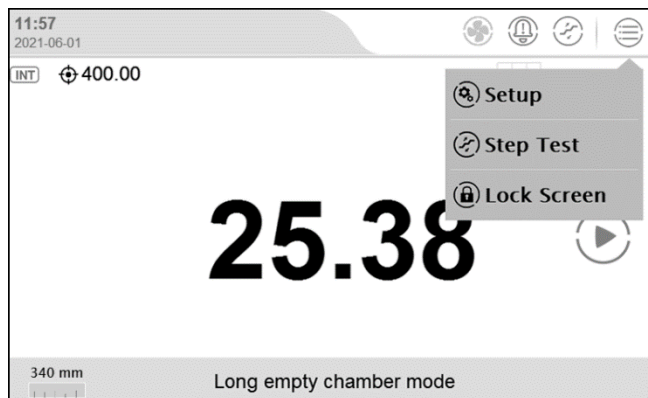 11:57
2021-06-01
INT 400.00
Setup
Step Test
Lock Screen
25.38
340 mm
Long empty chamber mode